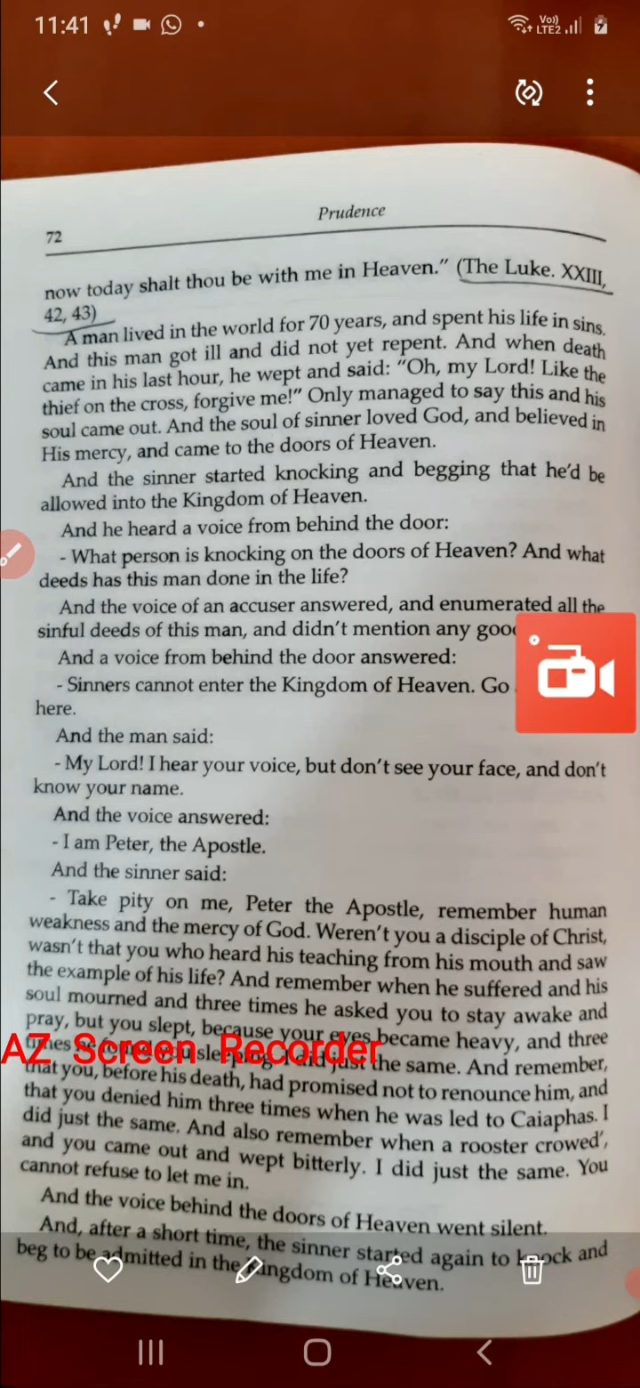 11:41
Vo))
LTE2
Prudence
72
now today shalt thou be with me in Heaven." (The Luke. XXIII,
42, 43)
A man lived in the world for 70 years, and spent his life in sins.
And this man got ill and did not yet repent. And when death
came in his last hour, he wept and said: "Oh, my Lord! Like the
thief on the cross, forgive me!" Only managed to say this and his
soul came out. And the soul of sinner loved God, and believed in
His mercy, and came to the doors of Heaven.
And the sinner started knocking and begging that he'd be
allowed into the Kingdom of Heaven.
And he heard a voice from behind the door:
- What person is knocking on the doors of Heaven? And what
deeds has this man done in the life?
And the voice of an accuser answered, and enumerated all the
sinful deeds of this man, and didn't mention any
And a voice from behind the door answered:
- Sinners cannot enter the Kingdom of Heaven. Go
here.
And the man said:
- My Lord! I hear your voice, but don't see your face, and don't
know your name.
And the voice answered:
- I am Peter, the Apostle.
And the sinner said:
- Take pity on me, Peter the Apostle, remember human
weakness and the mercy of God. Weren't you a disciple of Christ,
wasn't that you who heard his teaching from his mouth and saw
the example of his life? And remember when he suffered and his
soul mourned and three times he asked you to stay awake and
pray, but you slept, because your eyes became heavy, and three
AZ Screen Recorder
times the same. And remember,
that you, before his death, had promised not to renounce him, and
that you denied him three times when he was led to Caiaphas. I
did just the same. And also remember when a rooster crowed,
and you came out and wept bitterly. I did just the same. You
cannot refuse to let me in.
And the voice behind the doors of Heaven went silent.
And, after a short time, the sinner started again to knock and
beg to be admitted in the Kingdom of Heaven.